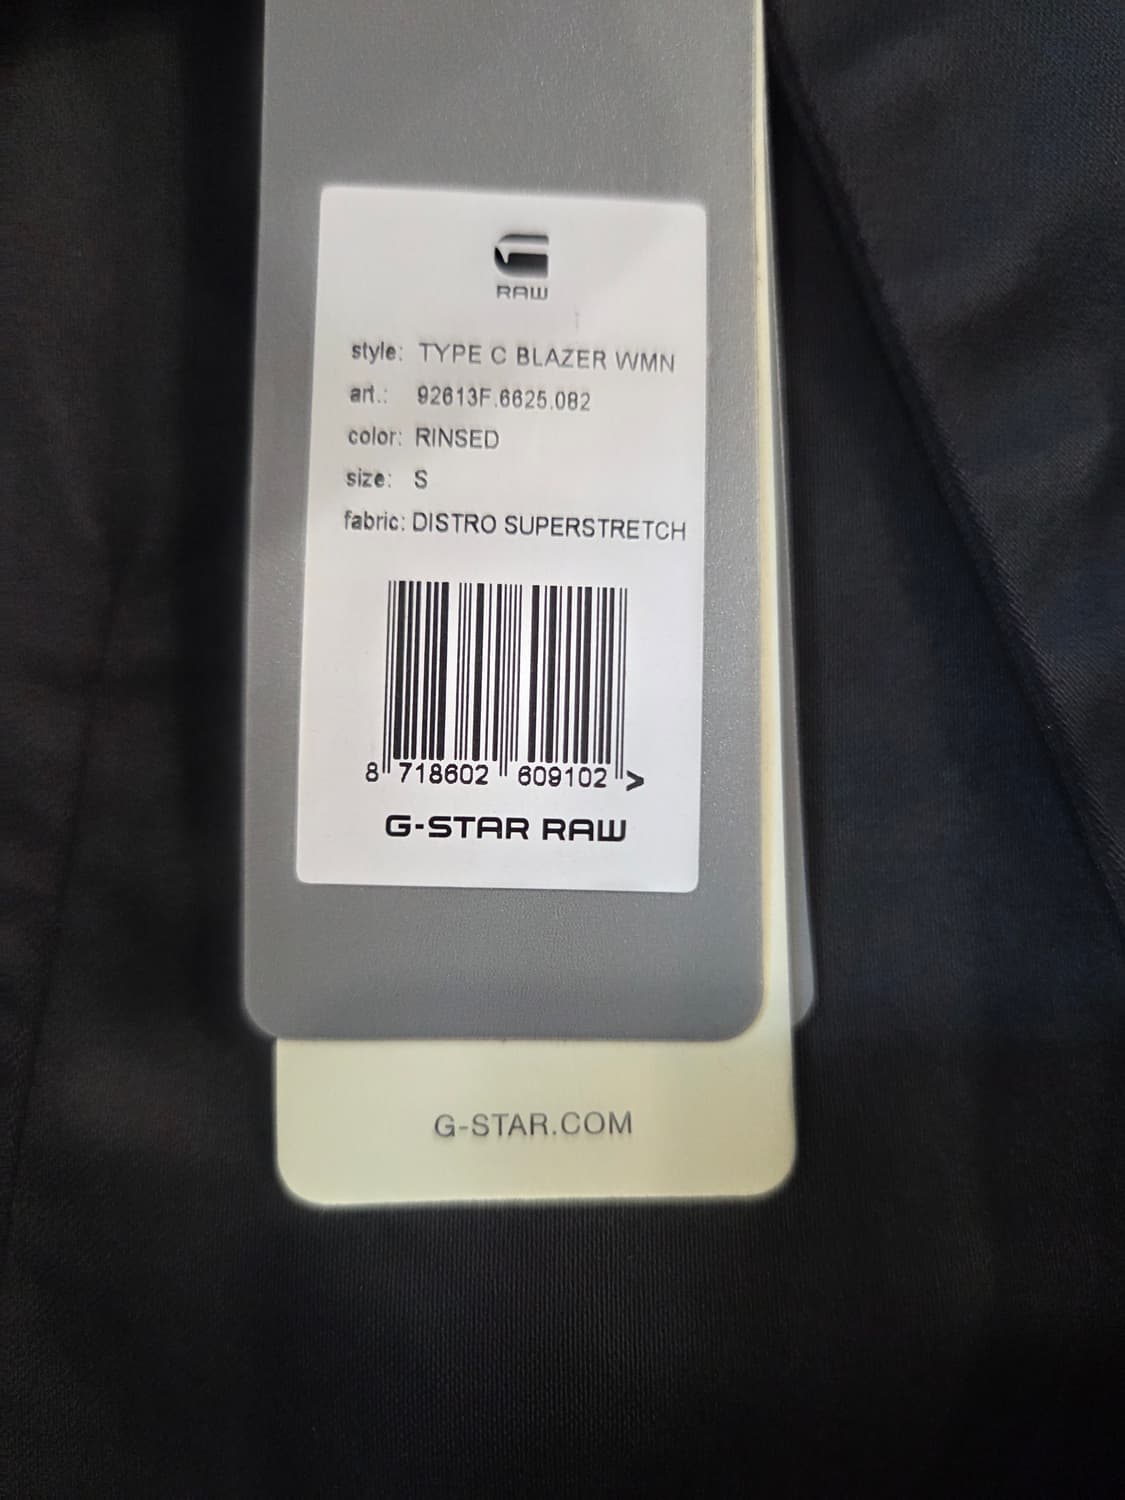 RAW
style: TYPE C BLAZER WMN
art.: 92613F.6625.082
color: RINSED
size: S
fabric: DISTRO SUPERSTRETCH
8 718602 609102 >
G-STAR RAW
G-STAR.COM